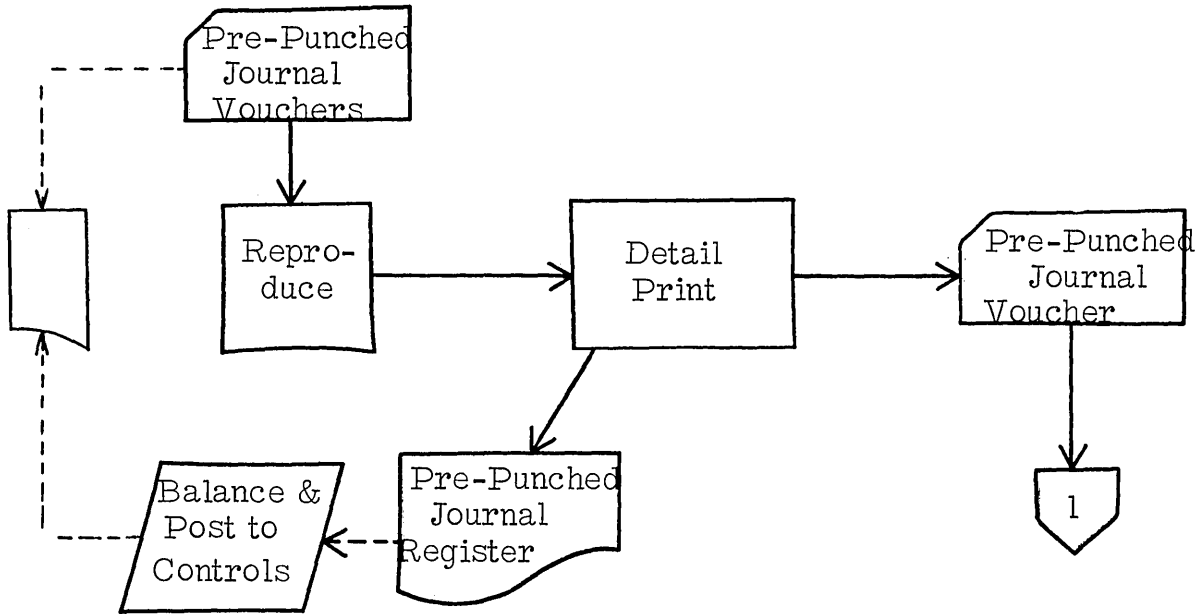 Pre-Punched
Journal
Vouchers
Repro-
duce
Detail
Print
Pre-Punched
Journal
Voucher
Balance &
Post to
Controls
Pre-Punched
Journal
Register
1